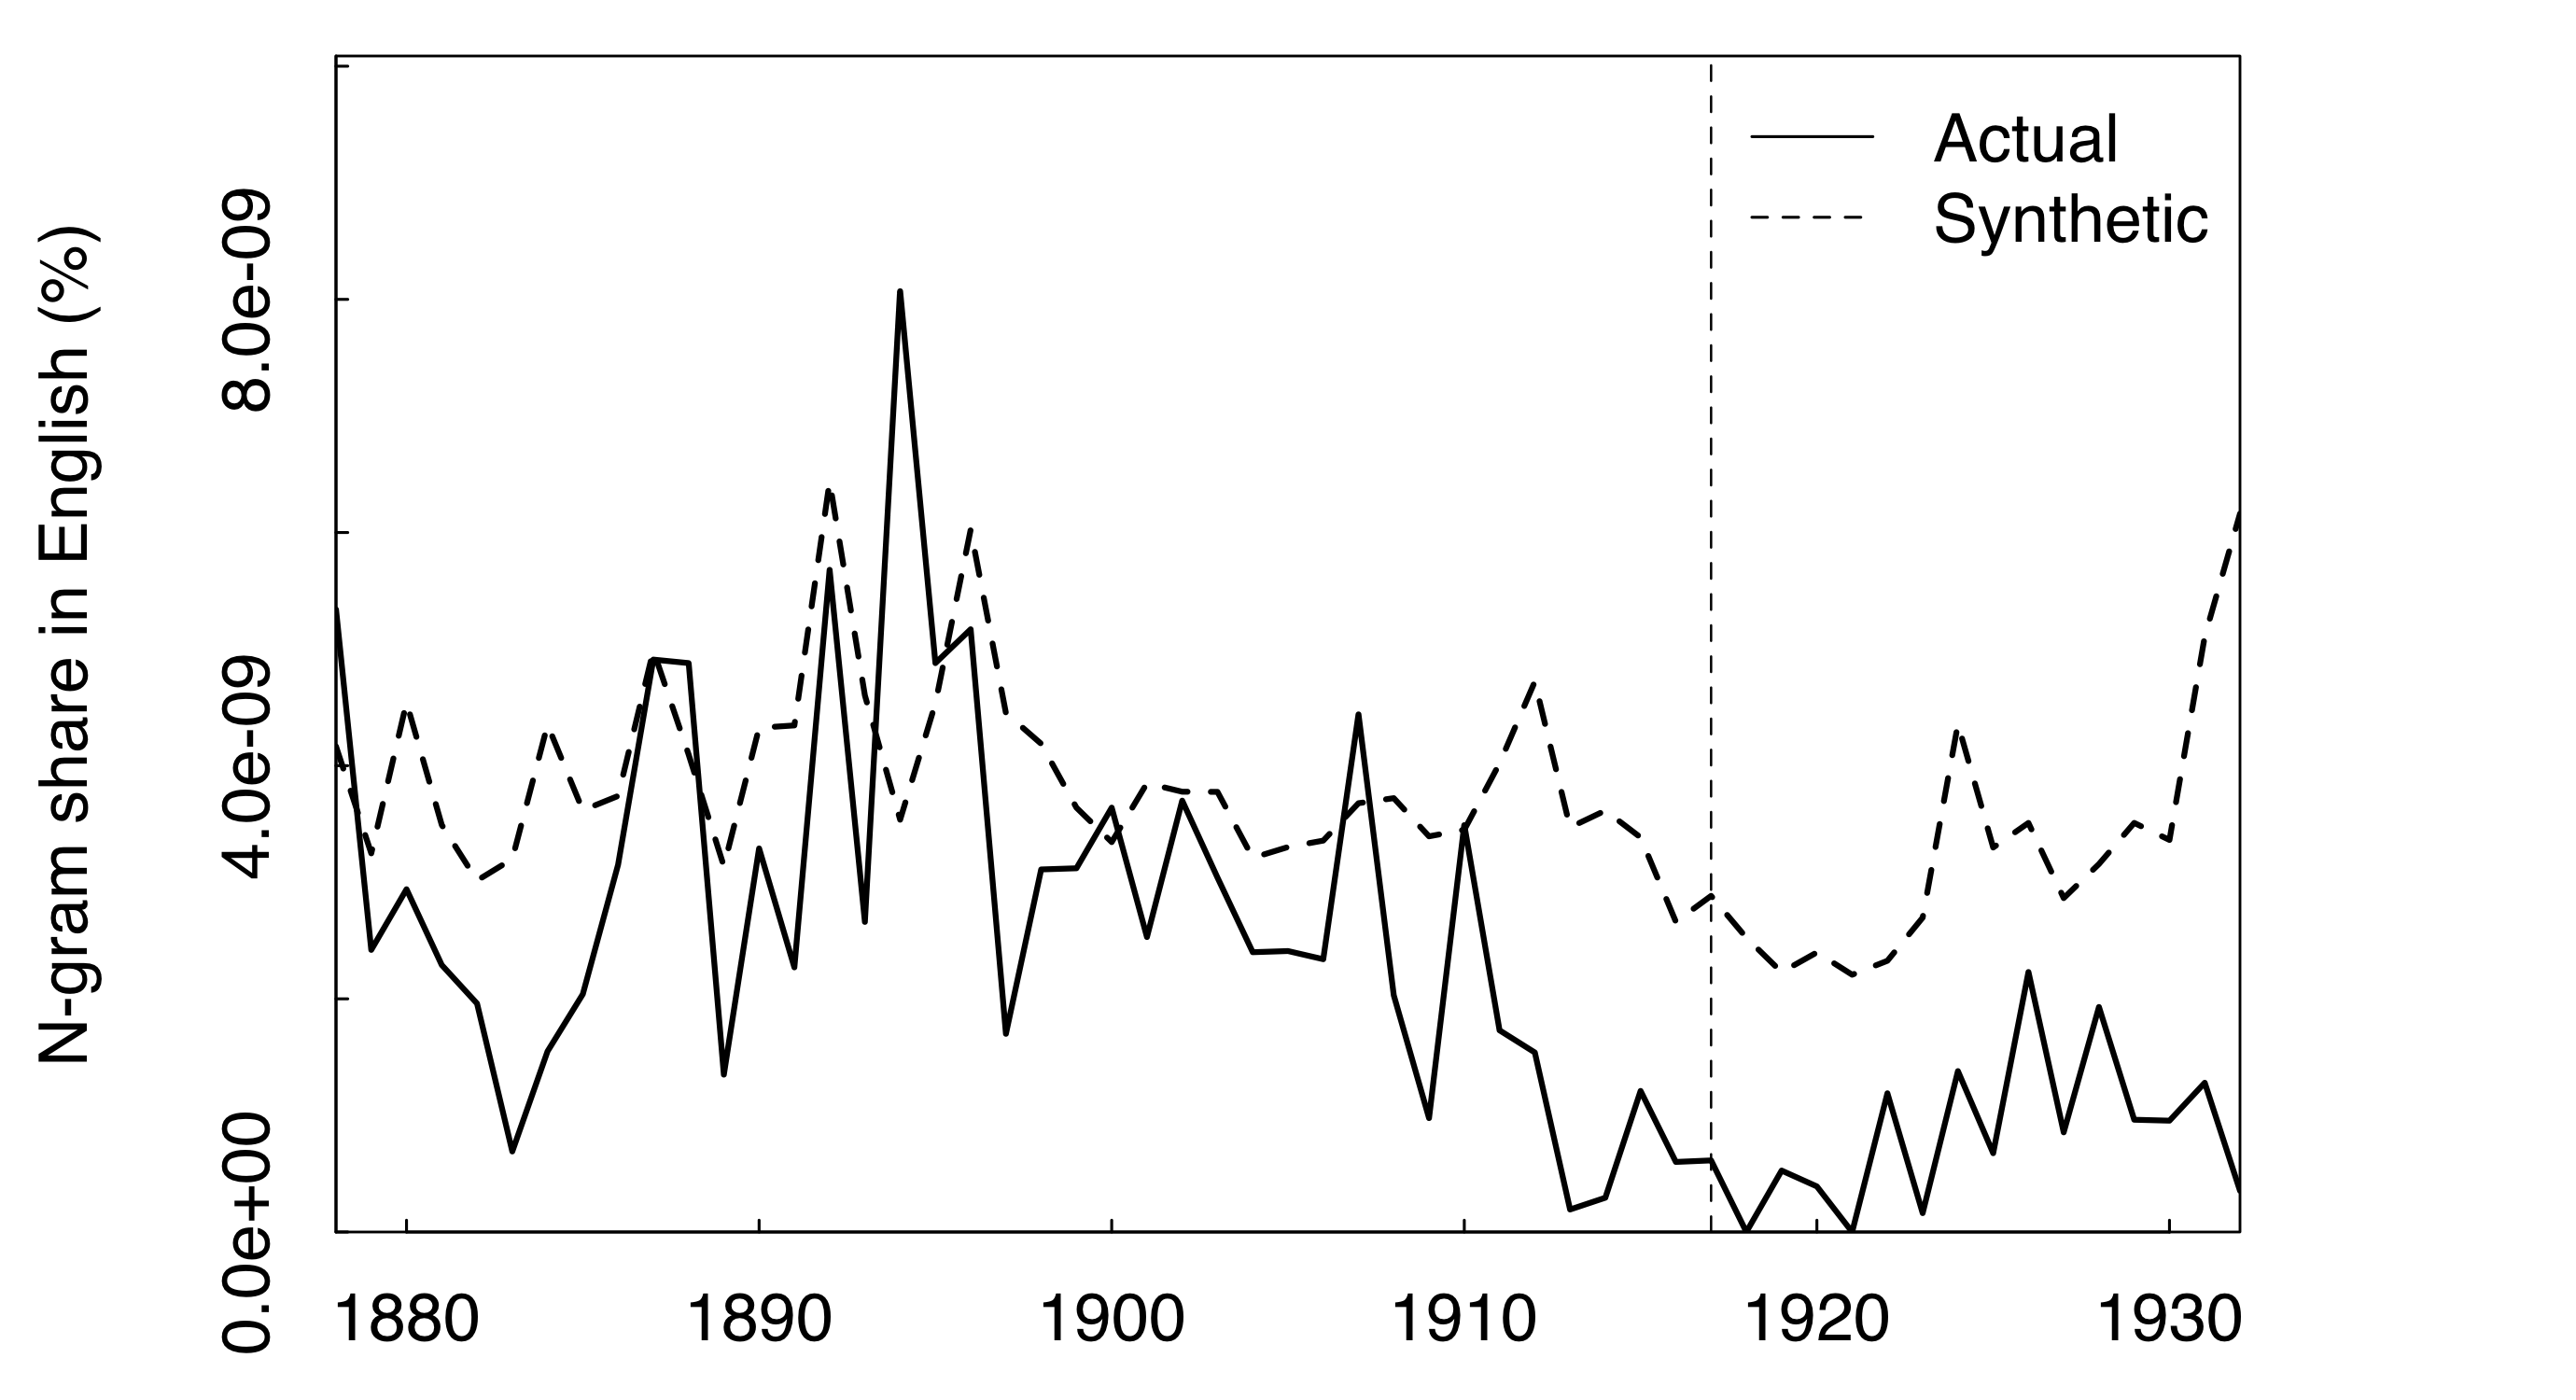 N-gram share in English (%)
8.0e-09
4.0e-09
0.0e+00
Actual
Synthetic
1880 1890 1900 1910 1920 1930